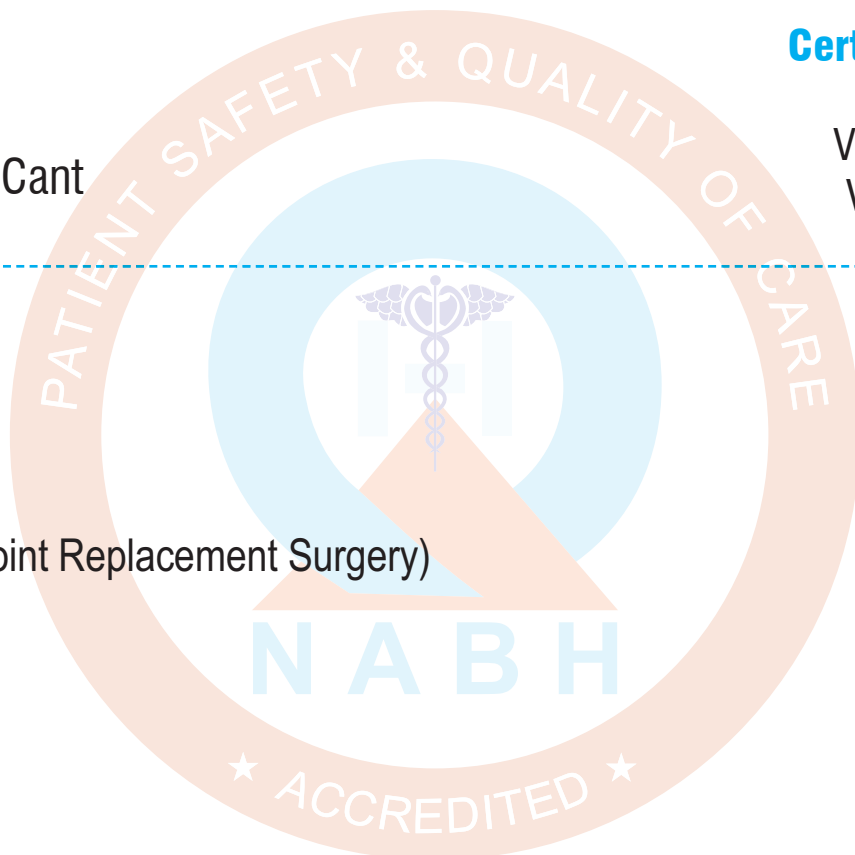 Cert
PATIENT SAFETY & QUALITY OF CARE
V
Cant
V
oint Replacement Surgery)
NABH
★ ACCREDITED ★